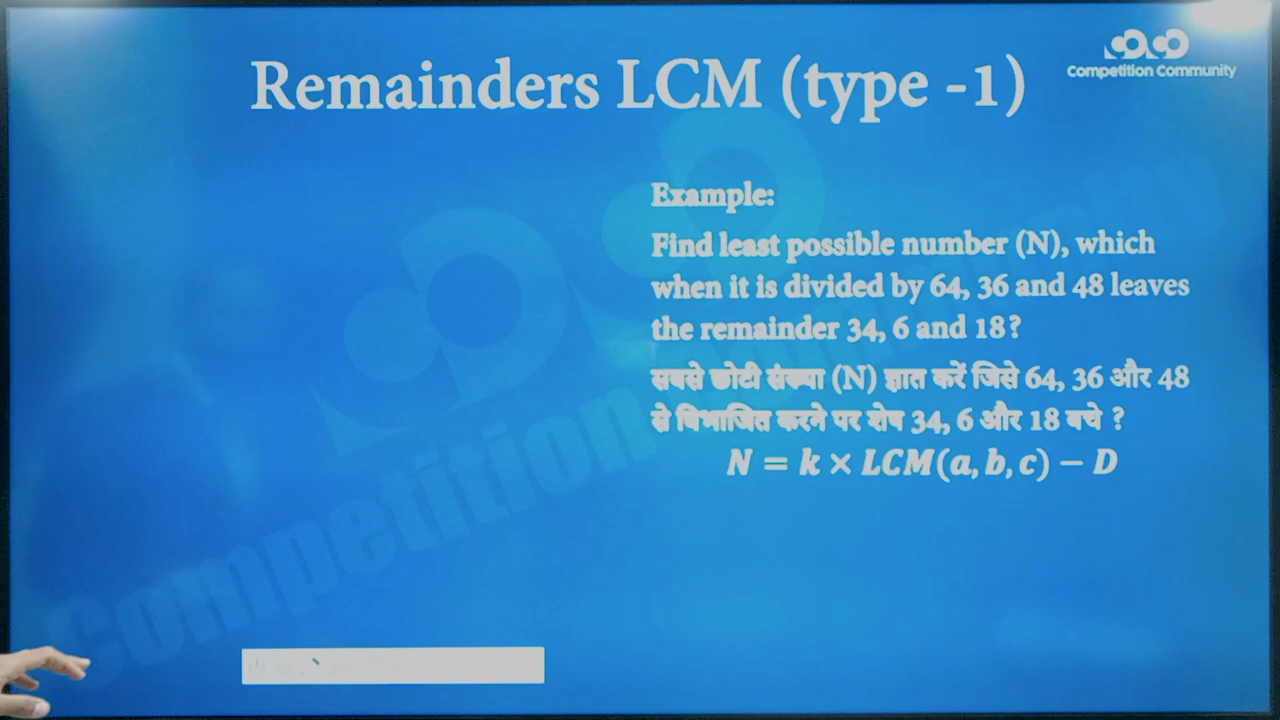 Competition Community
Remainders LCM (type -1)
Example:
Find least possible number (N), which
when it is divided by 64, 36 and 48 leaves
the remainder 34, 6 and 18?
सबसे छोटी संख्या (N) ज्ञात करें जिसे 64, 36 और 48
से विभाजित करने पर शेष 34, 6 और 18 बचे ?
N = k × LCM(a, b, c) − D
Competition Community